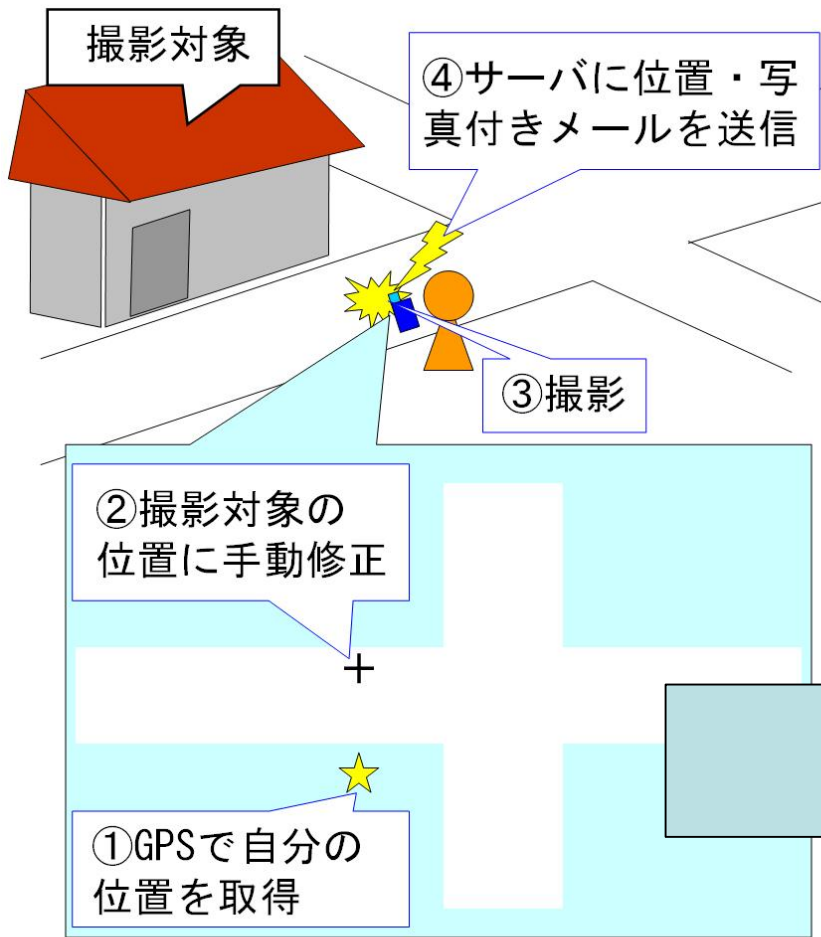 撮影対象
④サーバに位置・写
真付きメールを送信
③撮影
②撮影対象の
位置に手動修正
①GPSで自分の
位置を取得